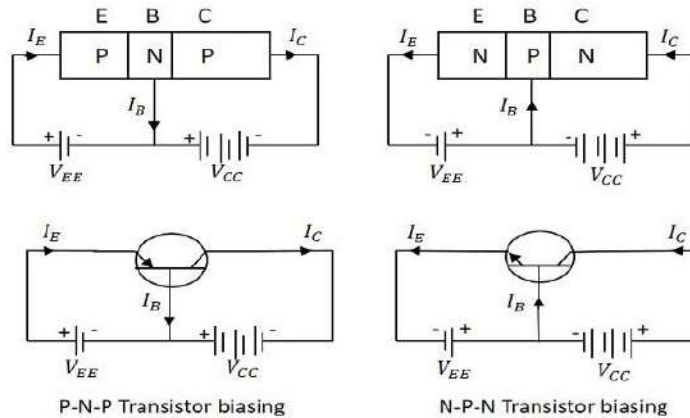 E B C
I_E P N P I_C
I_B
+ - + -
V_EE V_CC
E B C
I_E N P N I_C
I_B
- + - +
V_EE V_CC
I_E I_C
I_B
+ - + -
V_EE V_CC
P-N-P Transistor biasing
I_E I_C
I_B
- + - +
V_EE V_CC
N-P-N Transistor biasing